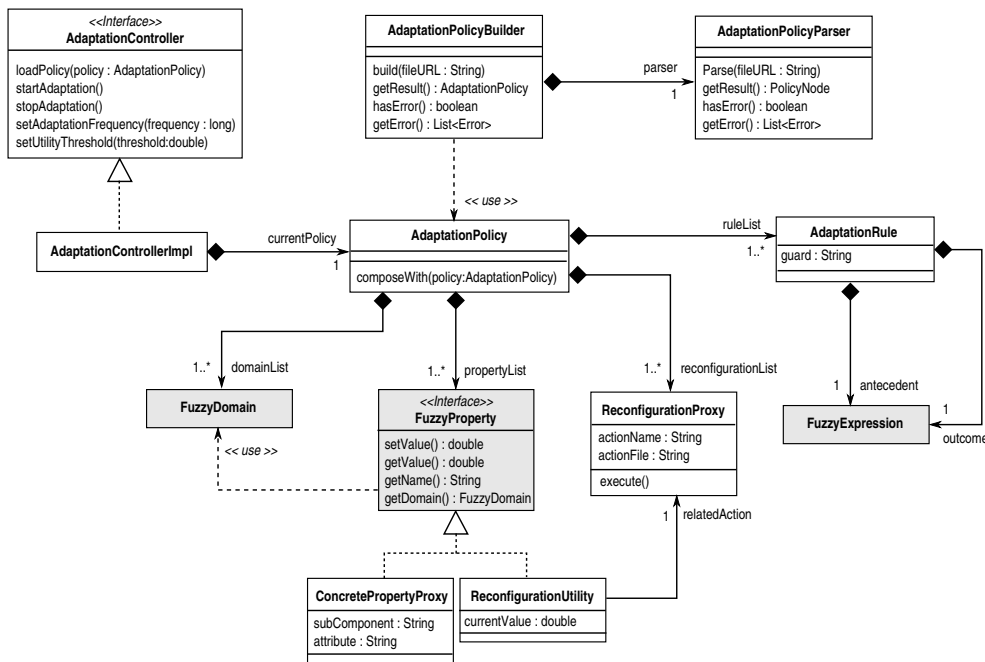 <<Interface>>
AdaptationController
loadPolicy(policy : AdaptationPolicy)
startAdaptation()
stopAdaptation()
setAdaptationFrequency(frequency : long)
setUtilityThreshold(threshold:double)
AdaptationPolicyBuilder
build(fileURL : String)
getResult() : AdaptationPolicy
hasError() : boolean
getError() : List<Error>
parser
1
AdaptationPolicyParser
Parse(fileURL : String)
getResult() : PolicyNode
hasError() : boolean
getError() : List<Error>
<< use >>
AdaptationControllerImpl
currentPolicy
1
AdaptationPolicy
composeWith(policy:AdaptationPolicy)
ruleList
1..*
AdaptationRule
guard : String
1..*
domainList
1..*
propertyList
1..*
reconfigurationList
1
antecedent
1
outcome
FuzzyDomain
<< use >>
<<Interface>>
FuzzyProperty
setValue() : double
getValue() : double
getName() : String
getDomain() : FuzzyDomain
ReconfigurationProxy
actionName : String
actionFile : String
execute()
FuzzyExpression
1
relatedAction
ConcretePropertyProxy
subComponent : String
attribute : String
ReconfigurationUtility
currentValue : double